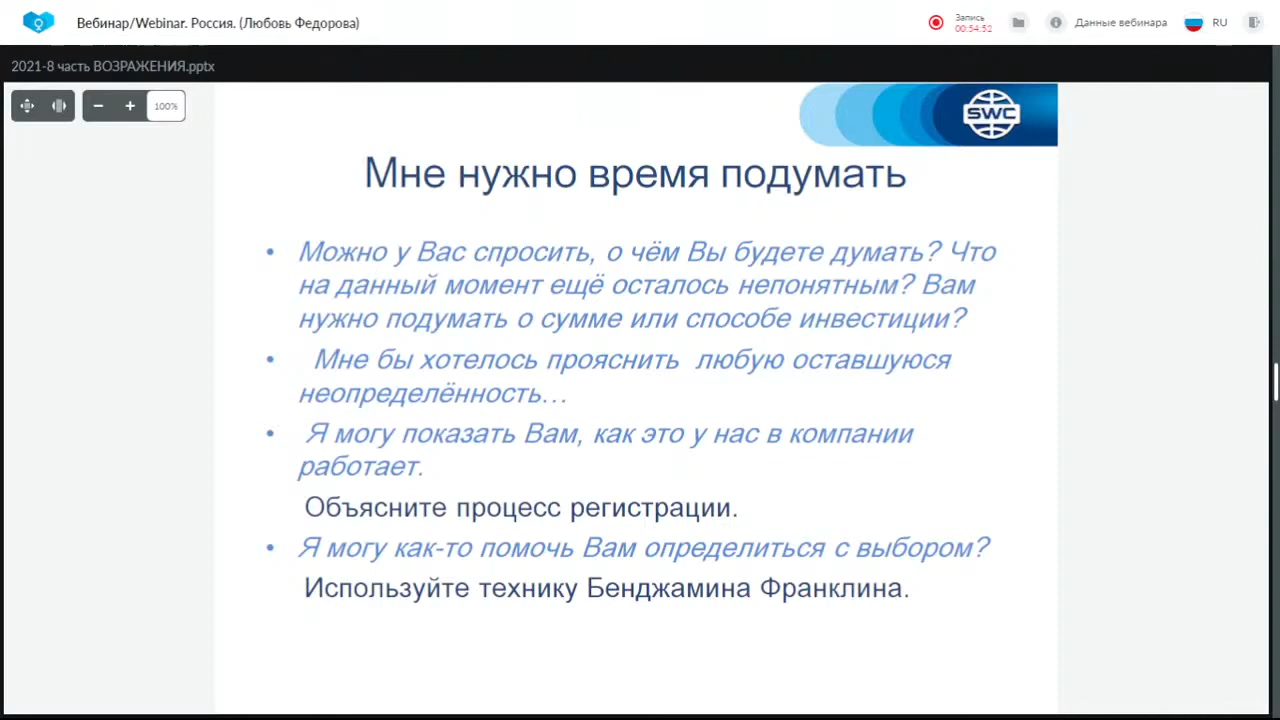 Вебинар/Webinar. Россия. (Любовь Федорова)
Запись
00:54:52
Данные вебинара
RU
2021-8 часть ВОЗРАЖЕНИЯ.pptx
100%
SWC
Мне нужно время подумать
• Можно у Вас спросить, о чём Вы будете думать? Что
на данный момент ещё осталось непонятным? Вам
нужно подумать о сумме или способе инвестиции?
• Мне бы хотелось прояснить любую оставшуюся
неопределённость…
• Я могу показать Вам, как это у нас в компании
работает.
Объясните процесс регистрации.
• Я могу как-то помочь Вам определиться с выбором?
Используйте технику Бенджамина Франклина.